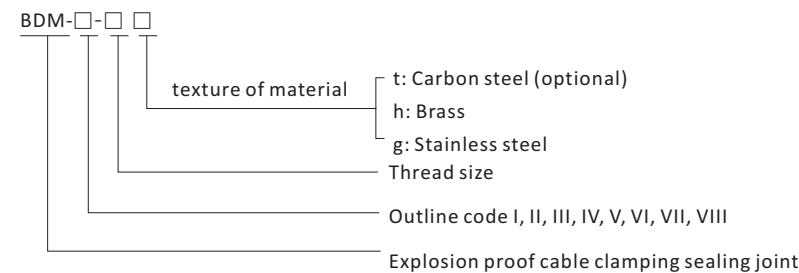 BDM-□-□ □
texture of material
t: Carbon steel (optional)
h: Brass
g: Stainless steel
Thread size
Outline code I, II, III, IV, V, VI, VII, VIII
Explosion proof cable clamping sealing joint